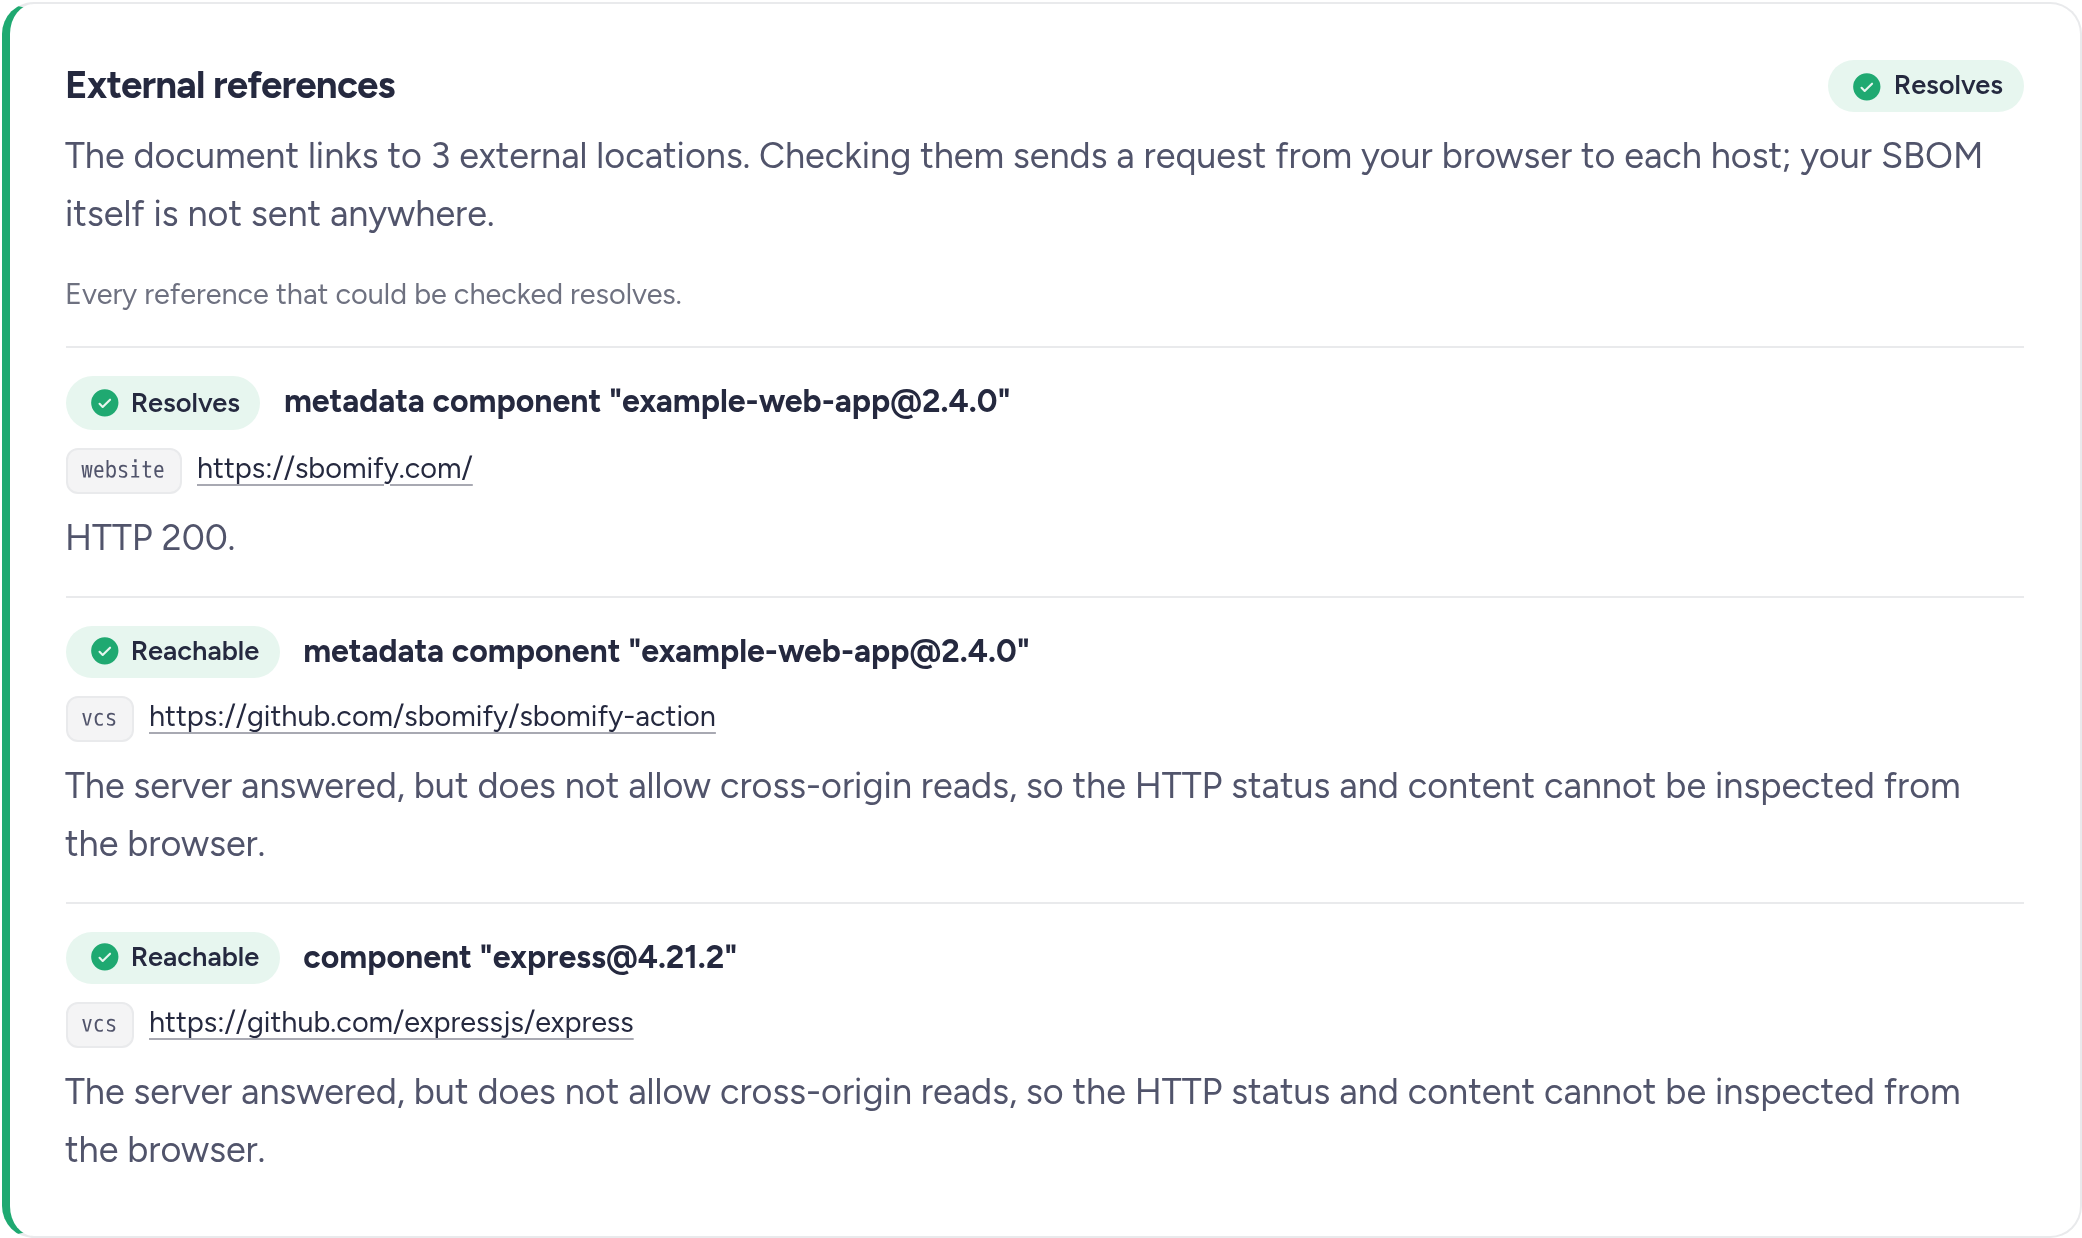 External references
Resolves
The document links to 3 external locations. Checking them sends a request from your browser to each host; your SBOM
itself is not sent anywhere.
Every reference that could be checked resolves.
Resolves metadata component "example-web-app@2.4.0"
website https://sbomify.com/
HTTP 200.
Reachable metadata component "example-web-app@2.4.0"
vcs https://github.com/sbomify/sbomify-action
The server answered, but does not allow cross-origin reads, so the HTTP status and content cannot be inspected from
the browser.
Reachable component "express@4.21.2"
vcs https://github.com/expressjs/express
The server answered, but does not allow cross-origin reads, so the HTTP status and content cannot be inspected from
the browser.